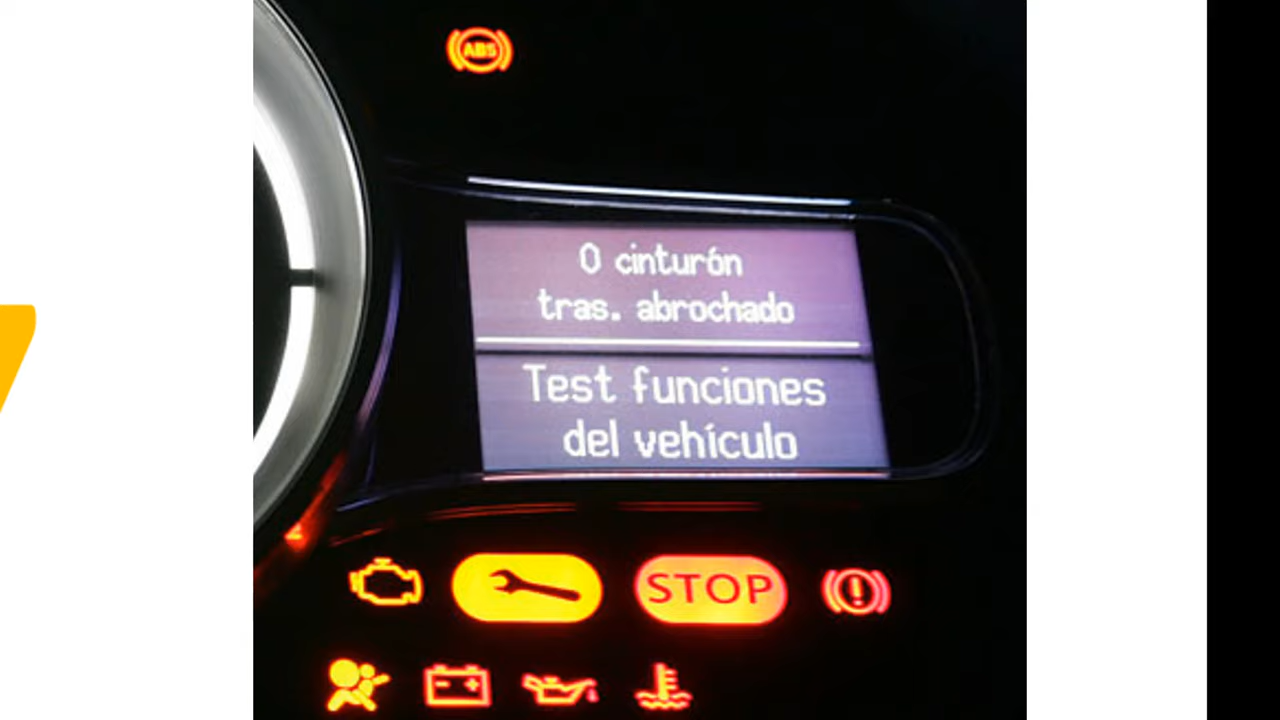 ABS
0 cinturón
tras. abrochado
Test funciones
del vehículo
STOP